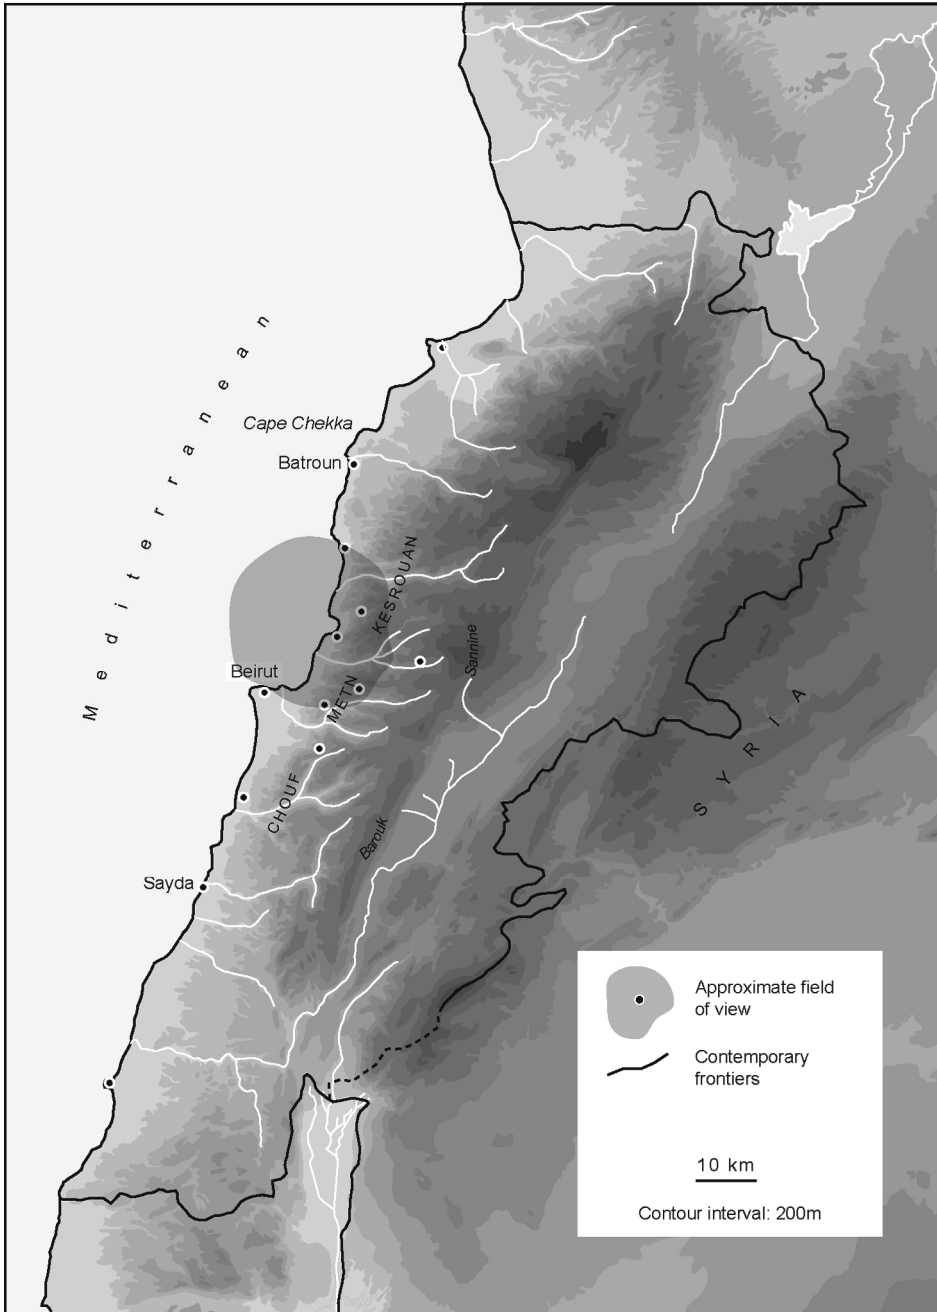 Mediterranean
Cape Chekka
Batroun
KESROUAN
Sannine
Beirut
METN
SYRIA
CHOUF
Barouk
Sayda
Approximate field
of view
Contemporary
frontiers
10 km
Contour interval: 200m